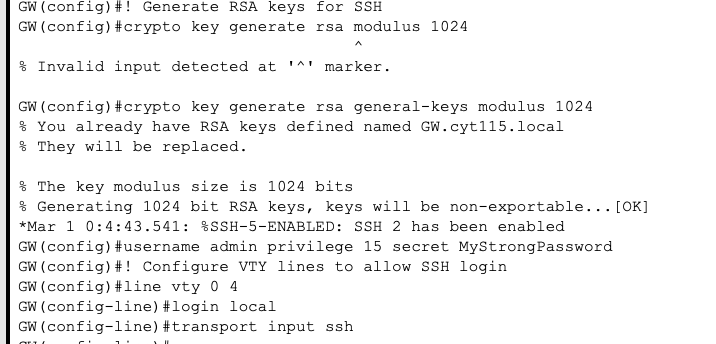 GW(config)#! Generate RSA keys for SSH
GW(config)#crypto key generate rsa modulus 1024
^
% Invalid input detected at '^' marker.
GW(config)#crypto key generate rsa general-keys modulus 1024
% You already have RSA keys defined named GW.cyt115.local
% They will be replaced.
% The key modulus size is 1024 bits
% Generating 1024 bit RSA keys, keys will be non-exportable...[OK]
*Mar 1 0:4:43.541: %SSH-5-ENABLED: SSH 2 has been enabled
GW(config)#username admin privilege 15 secret MyStrongPassword
GW(config)#! Configure VTY lines to allow SSH login
GW(config)#line vty 0 4
GW(config-line)#login local
GW(config-line)#transport input ssh